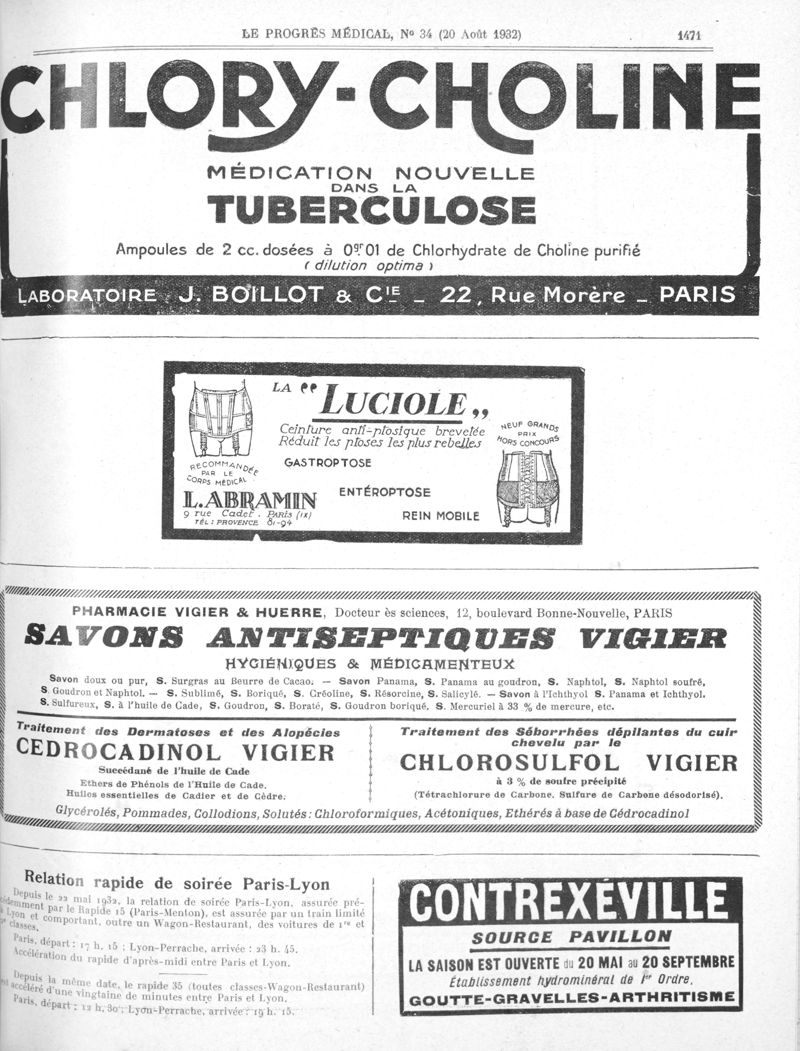 LE PROGRÈS MÉDICAL, No 34 (20 Août 1932) 1471
CHLORY-CHOLINE
MÉDICATION NOUVELLE
DANS LA
TUBERCULOSE
Ampoules de 2 cc. dosées à 0gr01 de Chlorhydrate de Choline purifié
(dilution optima)
LABORATOIRE J. BOILLOT & CIE _ 22, Rue Morère _ PARIS
LA "LUCIOLE„
Ceinture anti-ptosique brevetée
Réduit les ptoses les plus rebelles
NEUF GRANDS
PRIX
HORS CONCOURS
GASTROPTOSE
RECOMMANDÉE
PAR LE
CORPS MÉDICAL
ENTÉROPTOSE
L. ABRAMIN
9 rue Cadet. PARIS (IX)
TÉL : PROVENCE 81-94
REIN MOBILE
PHARMACIE VIGIER & HUERRE, Docteur ès sciences, 12, boulevard Bonne-Nouvelle, PARIS
SAVONS ANTISEPTIQUES VIGIER
HYGIÉNIQUES & MÉDICAMENTEUX
Savon doux ou pur, S. Surgras au Beurre de Cacao. — Savon Panama, S. Panama au goudron, S. Naphtol, S. Naphtol soufré,
S. Goudron et Naphtol. — S. Sublimé, S. Boriqué, S. Créoline, S. Résorcine, S. Salicylé. — Savon à l'Ichthyol S. Panama et Ichthyol.
S. Sulfureux, S. à l'huile de Cade, S. Goudron, S. Boraté, S. Goudron boriqué. S. Mercuriel à 33 % de mercure, etc.
Traitement des Dermatoses et des Alopécies
CEDROCADINOL VIGIER
Succédané de l'huile de Cade
Ethers de Phénols de l'Huile de Cade.
Huiles essentielles de Cadier et de Cèdre.
Traitement des Séborrhées dépilantes du cuir
chevelu par le
CHLOROSULFOL VIGIER
à 3 % de soufre précipité
(Tétrachlorure de Carbone. Sulfure de Carbone désodorisé).
Glycérolés, Pommades, Collodions, Solutés : Chloroformiques, Acétoniques, Ethérés à base de Cédrocadinol
Relation rapide de soirée Paris-Lyon
Depuis le 22 mai 1932, la relation de soirée Paris-Lyon, assurée pré-
cédemment par le Rapide 15 (Paris-Menton), est assurée par un train limité
à Lyon et comportant, outre un Wagon-Restaurant, des voitures de 1re et
classes.
Paris, départ : 17 h. 15 ; Lyon-Perrache, arrivée : 23 h. 45.
Accélération du rapide d'après-midi entre Paris et Lyon.
Depuis la même date, le rapide 35 (toutes classes-Wagon-Restaurant)
est accéléré d'une vingtaine de minutes entre Paris et Lyon.
Paris, départ : 12 h. 30 ; Lyon-Perrache, arrivée : 19 h. 15.
CONTREXÉVILLE
SOURCE PAVILLON
LA SAISON EST OUVERTE du 20 MAI au 20 SEPTEMBRE
Établissement hydrominéral de 1er Ordre.
GOUTTE-GRAVELLES-ARTHRITISME